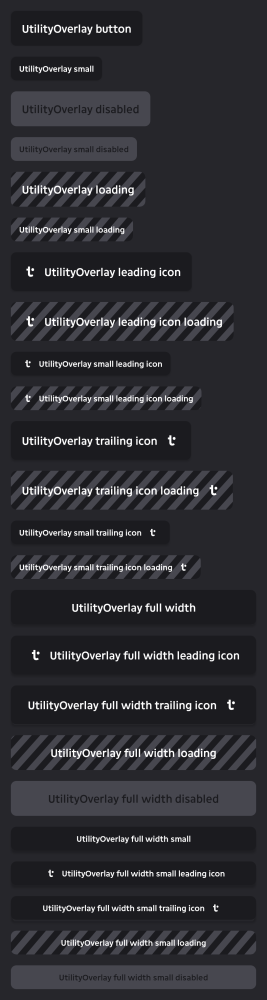 UtilityOverlay button
UtilityOverlay small
UtilityOverlay disabled
UtilityOverlay small disabled
UtilityOverlay loading
UtilityOverlay small loading
UtilityOverlay leading icon
UtilityOverlay leading icon loading
UtilityOverlay small leading icon
UtilityOverlay small leading icon loading
UtilityOverlay trailing icon
UtilityOverlay trailing icon loading
UtilityOverlay small trailing icon
UtilityOverlay small trailing icon loading
UtilityOverlay full width
UtilityOverlay full width leading icon
UtilityOverlay full width trailing icon
UtilityOverlay full width loading
UtilityOverlay full width disabled
UtilityOverlay full width small
UtilityOverlay full width small leading icon
UtilityOverlay full width small trailing icon
UtilityOverlay full width small loading
UtilityOverlay full width small disabled